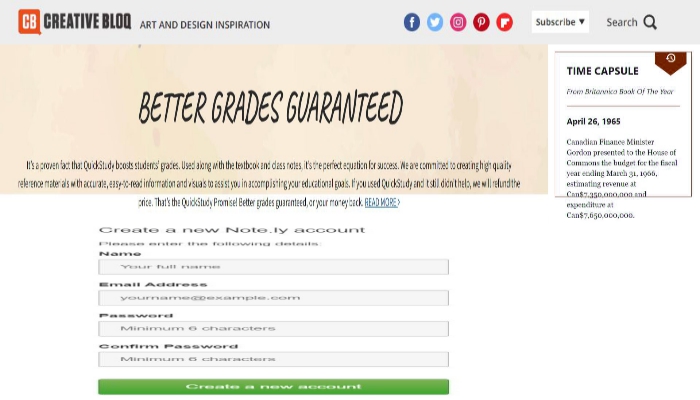 CB CREATIVE BLOQ ART AND DESIGN INSPIRATION
Subscribe ▼
Search
BETTER GRADES GUARANTEED
It's a proven fact that QuickStudy boosts students' grades. Used along with the textbook and class notes, it's the perfect equation for success. We are committed to creating high quality
reference materials with accurate, easy-to-read information and visuals to assist you in accomplishing your educational goals. If you used QuickStudy and it still didn't help, we will refund the
price. That's the QuickStudy Promise! Better grades guaranteed, or your money back. READ MORE>
TIME CAPSULE
From Britannica Book Of The Year
April 26, 1965
Canadian Finance Minister
Gordon presented to the House of
Commons the budget for the fiscal
year ending March 31, 1966,
estimating revenue at
Can$7,350,000,000 and
expenditure at
Can$7,650,000,000.
Create a new Note.ly account
Please enter the following details:
Name
Your full name
Email Address
yourname@example.com
Password
Minimum 6 characters
Confirm Password
Minimum 6 characters
Create a new account